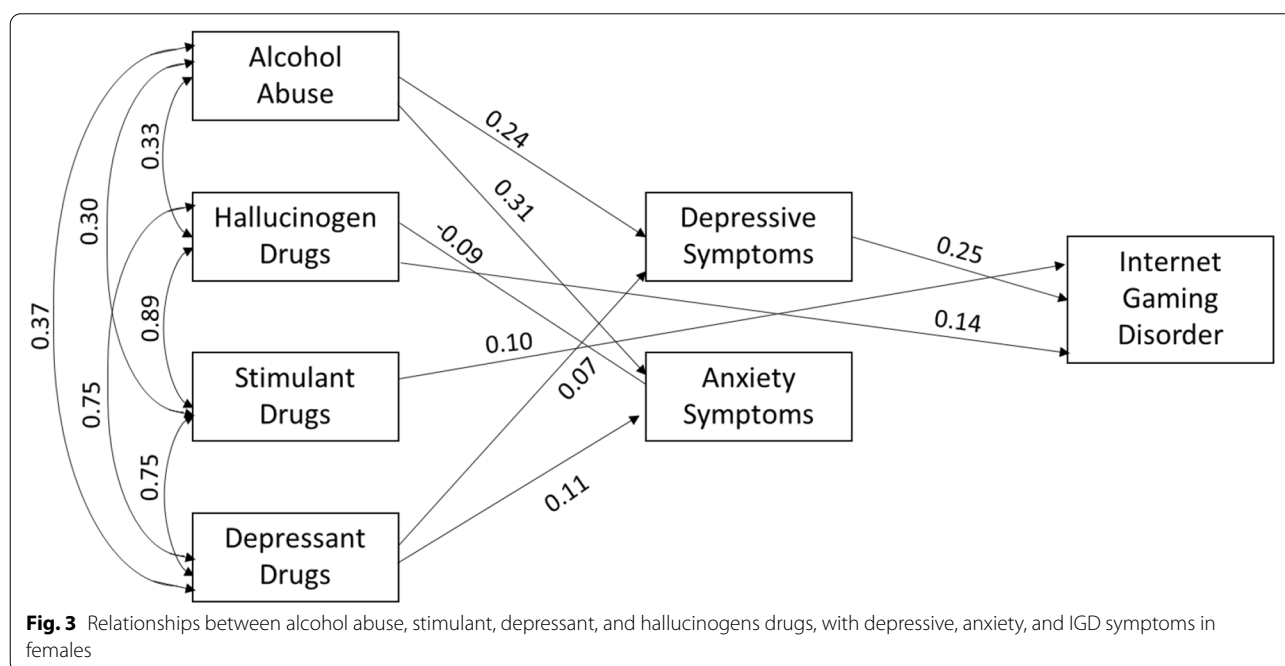 Alcohol
Abuse
0.24
0.33
0.31
0.30
Hallucinogen
Drugs
-0.09
Depressive
Symptoms
0.25
Internet
Gaming
Disorder
0.37
0.89
0.14
0.75
Stimulant
Drugs
0.10
0.07
Anxiety
Symptoms
0.75
0.11
Depressant
Drugs
Fig. 3 Relationships between alcohol abuse, stimulant, depressant, and hallucinogens drugs, with depressive, anxiety, and IGD symptoms in
females